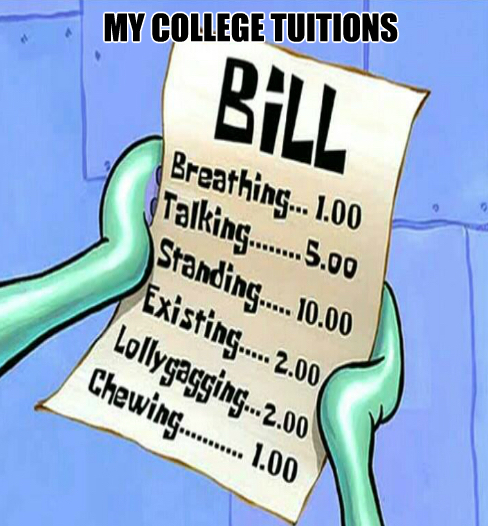 MY COLLEGE TUITIONS
BiLL
Breathing... 1.00
Talking........ 5.00
Standing..... 10.00
Existing..... 2.00
Lollygagging... 2.00
Chewing........... 1.00